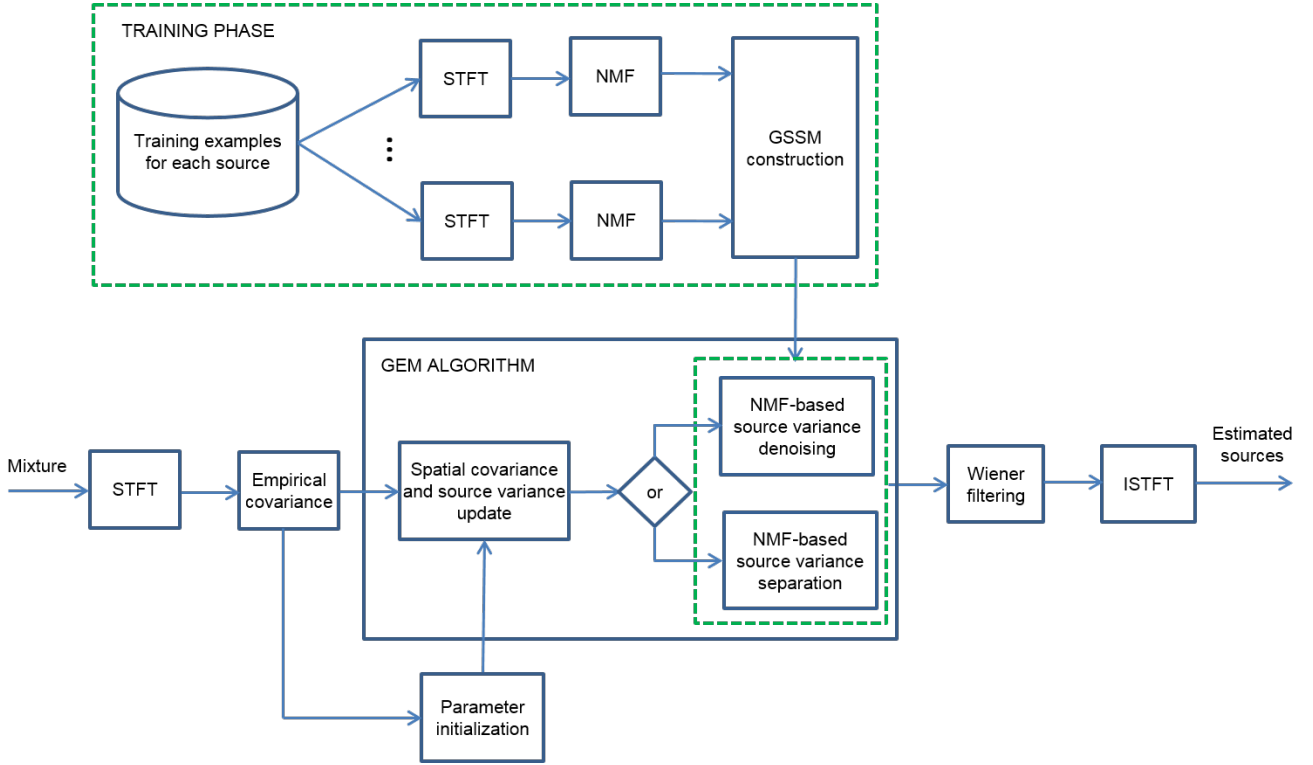 TRAINING PHASE
Training examples
for each source
STFT
NMF
STFT
NMF
GSSM
construction
GEM ALGORITHM
Mixture
STFT
Empirical
covariance
Spatial covariance
and source variance
update
or
NMF-based
source variance
denoising
NMF-based
source variance
separation
Wiener
filtering
ISTFT
Estimated
sources
Parameter
initialization